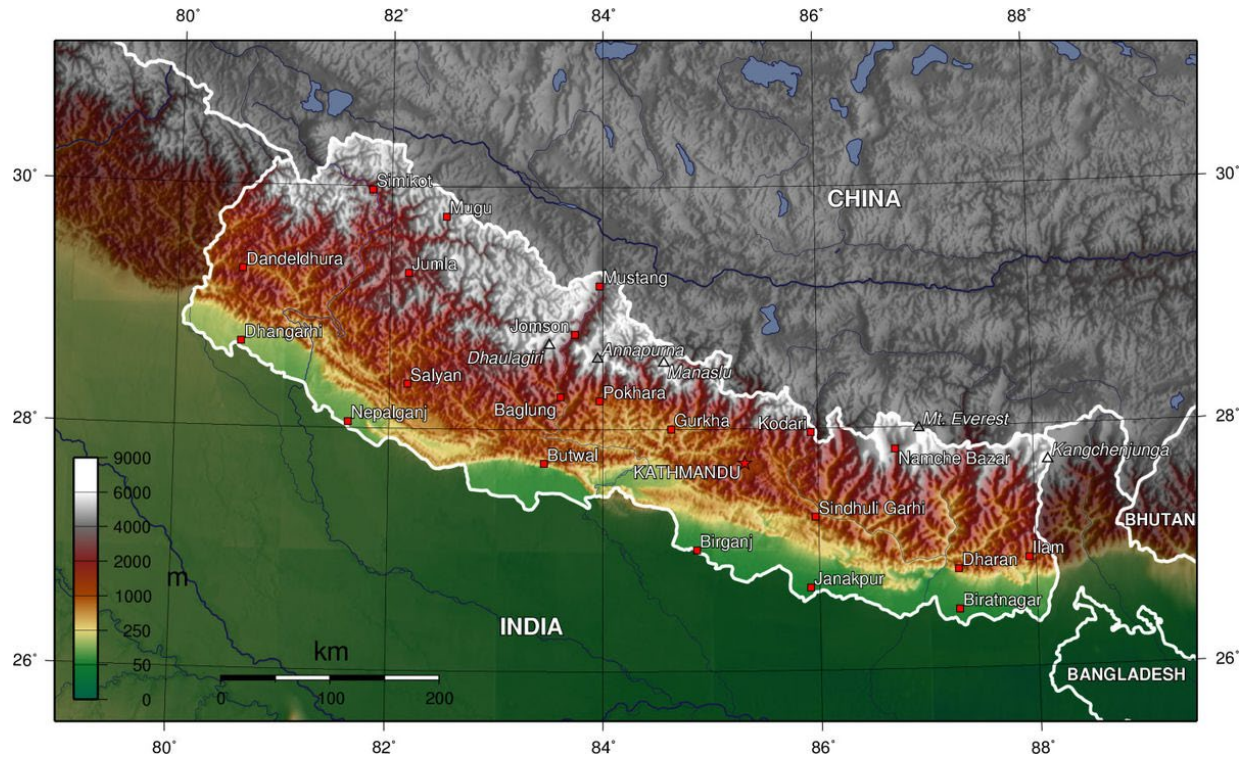 80°
82°
84°
86°
88°
30°
30°
Simikot
CHINA
Mugu
Dandeldhura
Jumla
Mustang
Jomson
Dhangarhi
Dhaulagiri
Annapurna
Manaslu
Salyan
Pokhara
Baglung
28°
28°
Nepalganj
Gurkha
Kodari
Mt. Everest
Butwal
Namche Bazar
Kangchenjunga
KATHMANDU
9000
6000
4000
2000
1000
250
50
0
m
Sindhuli Garhi
BHUTAN
Birganj
Dharan
Ilam
Janakpur
Biratnagar
INDIA
km
0
100
200
26°
26°
BANGLADESH
80°
82°
84°
86°
88°